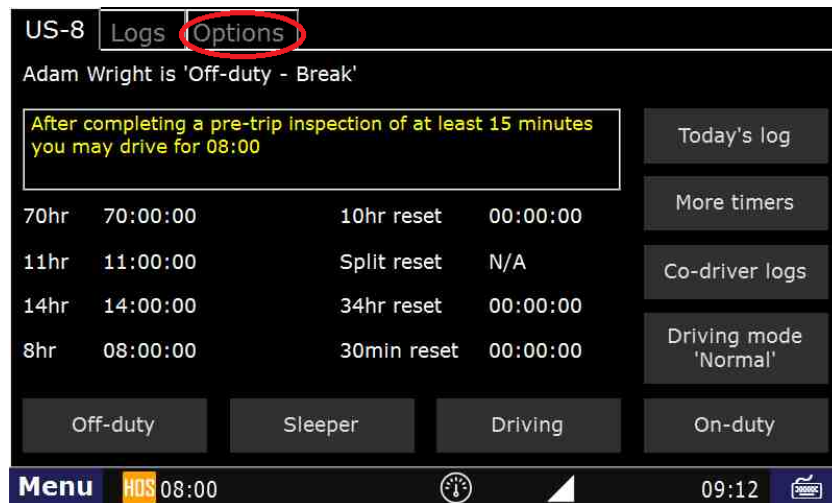 US-8 Logs Options
Adam Wright is 'Off-duty - Break'
After completing a pre-trip inspection of at least 15 minutes
you may drive for 08:00
Today's log
70hr 70:00:00 10hr reset 00:00:00
More timers
11hr 11:00:00 Split reset N/A
Co-driver logs
14hr 14:00:00 34hr reset 00:00:00
8hr 08:00:00 30min reset 00:00:00
Driving mode
'Normal'
Off-duty Sleeper Driving On-duty
Menu HOS 08:00 09:12